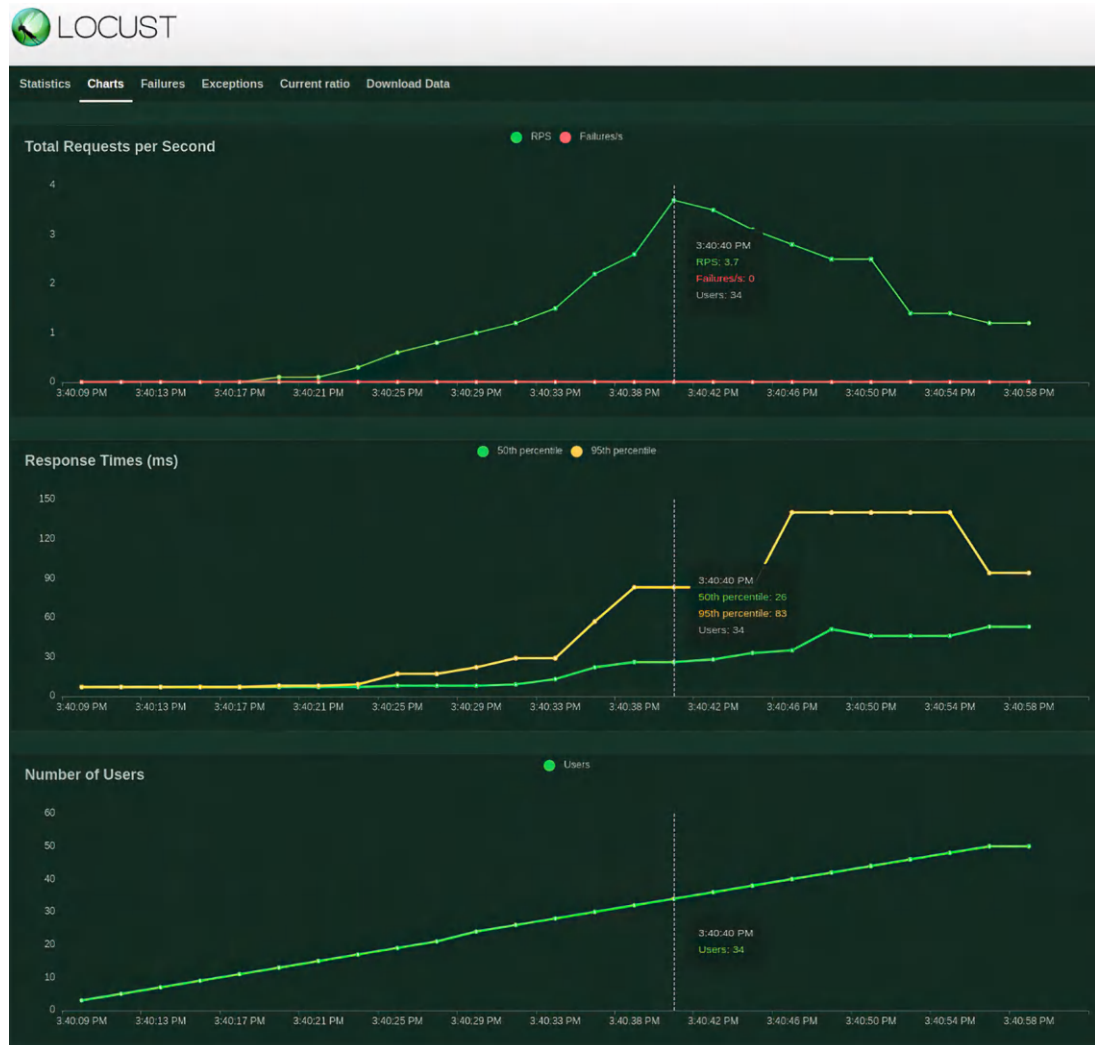 LOCUST
Statistics Charts Failures Exceptions Current ratio Download Data
Total Requests per Second
RPS Failures/s
4
3
2
1
0
3:40:40 PM
RPS: 3.7
Failures/s: 0
Users: 34
3:40:09 PM 3:40:13 PM 3:40:17 PM 3:40:21 PM 3:40:25 PM 3:40:29 PM 3:40:33 PM 3:40:38 PM 3:40:42 PM 3:40:46 PM 3:40:50 PM 3:40:54 PM 3:40:58 PM
Response Times (ms)
50th percentile 95th percentile
150
120
90
60
30
0
3:40:40 PM
50th percentile: 26
95th percentile: 83
Users: 34
3:40:09 PM 3:40:13 PM 3:40:17 PM 3:40:21 PM 3:40:25 PM 3:40:29 PM 3:40:33 PM 3:40:38 PM 3:40:42 PM 3:40:46 PM 3:40:50 PM 3:40:54 PM 3:40:58 PM
Number of Users
Users
60
50
40
30
20
10
0
3:40:40 PM
Users: 34
3:40:09 PM 3:40:13 PM 3:40:17 PM 3:40:21 PM 3:40:25 PM 3:40:29 PM 3:40:33 PM 3:40:38 PM 3:40:42 PM 3:40:46 PM 3:40:50 PM 3:40:54 PM 3:40:58 PM